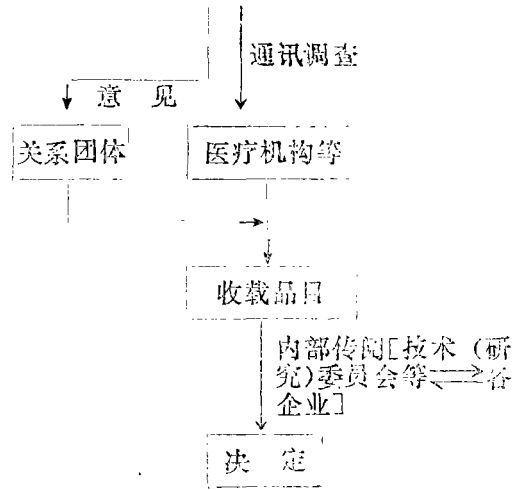 通讯调查
意 见
关系团体
医疗机构等
收载品目
内部传阅[技术(研
究)委员会等⇌各
企业]
决 定